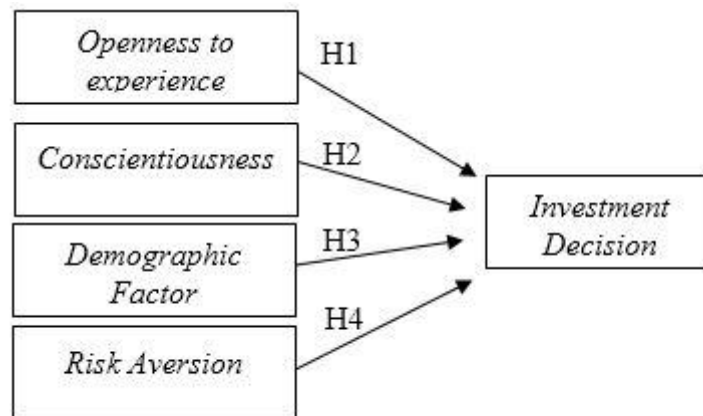 Openness to
experience
H1
Conscientiousness
H2
Demographic
Factor
H3
Risk Aversion
H4
Investment
Decision